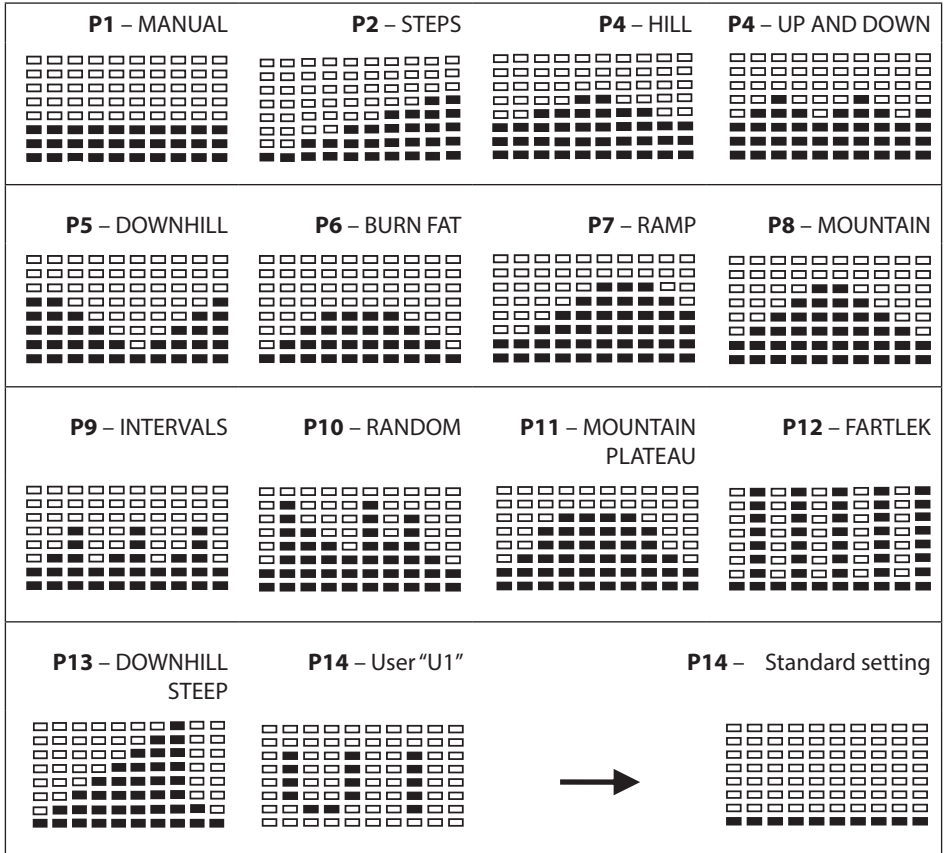 P1 – MANUAL
P2 – STEPS
P4 – HILL
P4 – UP AND DOWN
P5 – DOWNHILL
P6 – BURN FAT
P7 – RAMP
P8 – MOUNTAIN
P9 – INTERVALS
P10 – RANDOM
P11 – MOUNTAIN
PLATEAU
P12 – FARTLEK
P13 – DOWNHILL
STEEP
P14 – User “U1”
P14 – Standard setting